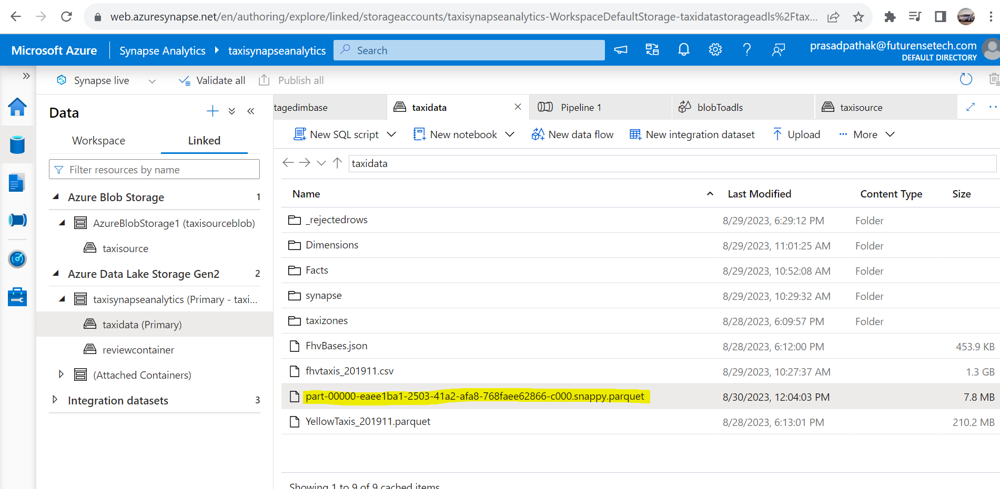 web.azuresynapse.net/en/authoring/explore/linked/storageaccounts/taxisynapseanalytics-WorkspaceDefaultStorage-taxidatastorageadls%2Ftax...
Microsoft Azure
Synapse Analytics
taxisynapseanalytics
Search
prasadpathak@futurensetech.com
DEFAULT DIRECTORY
Synapse live
Validate all
Publish all
Data
Workspace
Linked
Filter resources by name
Azure Blob Storage 1
AzureBlobStorage1 (taxisourceblob)
taxisource
Azure Data Lake Storage Gen2 2
taxisynapseanalytics (Primary - taxi...
taxidata (Primary)
reviewcontainer
(Attached Containers)
Integration datasets 3
tagedimbase
taxidata
Pipeline 1
blobToadls
taxisource
New SQL script
New notebook
New data flow
New integration dataset
Upload
More
taxidata
Name Last Modified Content Type Size
_rejectedrows 8/29/2023, 6:29:12 PM Folder
Dimensions 8/29/2023, 11:01:25 AM Folder
Facts 8/29/2023, 10:52:08 AM Folder
synapse 8/29/2023, 10:29:32 AM Folder
taxizones 8/28/2023, 6:09:57 PM Folder
FhvBases.json 8/28/2023, 6:12:00 PM 453.9 KB
fhvtaxis_201911.csv 8/29/2023, 10:27:37 AM 1.3 GB
part-00000-eaee1ba1-2503-41a2-afa8-768faee62866-c000.snappy.parquet 8/30/2023, 12:04:03 PM 7.8 MB
YellowTaxis_201911.parquet 8/28/2023, 6:13:01 PM 210.2 MB
Showing 1 to 9 of 9 cached items